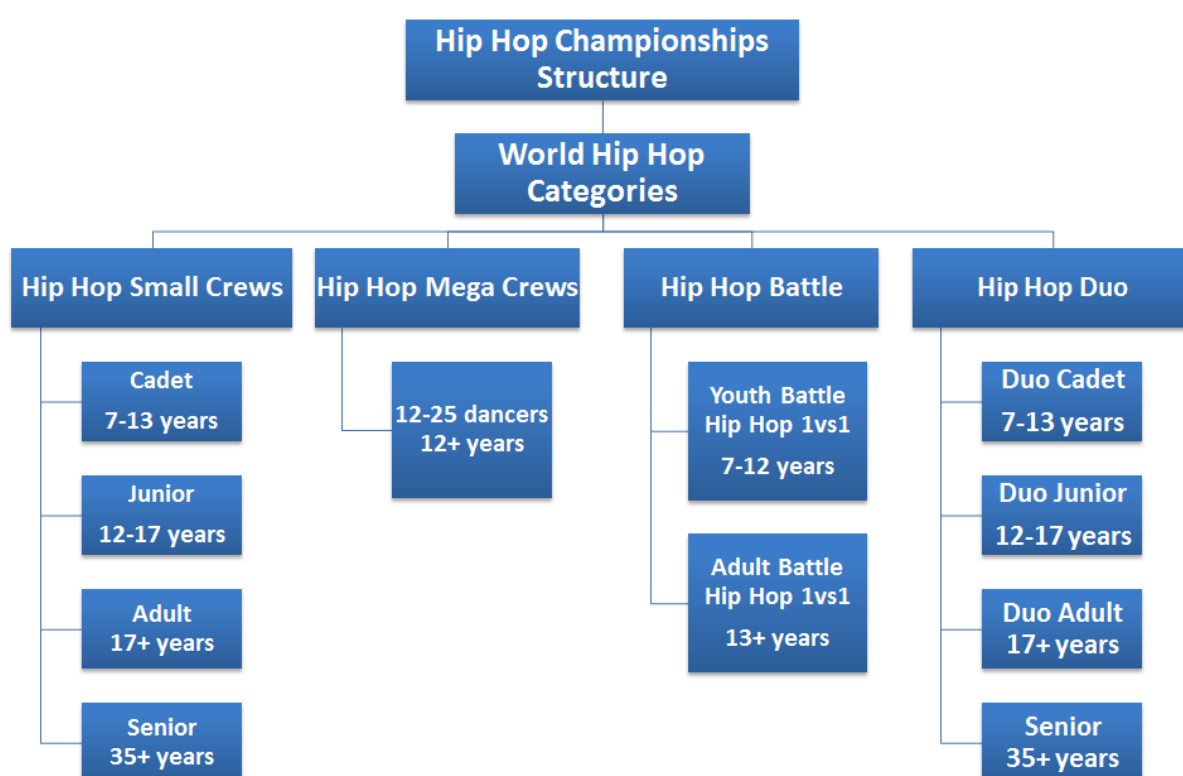 Hip Hop Championships
Structure
World Hip Hop
Categories
Hip Hop Small Crews
Cadet
7-13 years
Junior
12-17 years
Adult
17+ years
Senior
35+ years
Hip Hop Mega Crews
12-25 dancers
12+ years
Hip Hop Battle
Youth Battle
Hip Hop 1vs1
7-12 years
Adult Battle
Hip Hop 1vs1
13+ years
Hip Hop Duo
Duo Cadet
7-13 years
Duo Junior
12-17 years
Duo Adult
17+ years
Senior
35+ years